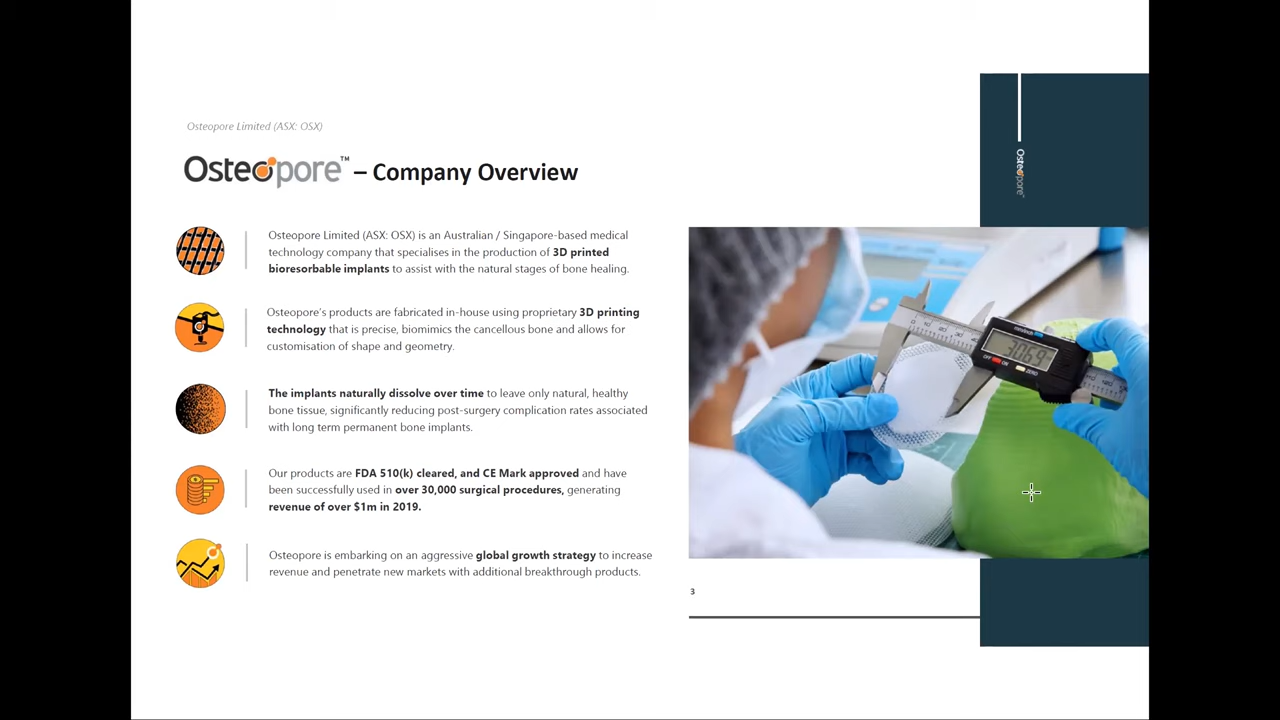 Osteopore Limited (ASX: OSX)
Osteopore™ – Company Overview
Osteopore Limited (ASX: OSX) is an Australian / Singapore-based medical
technology company that specialises in the production of 3D printed
bioresorbable implants to assist with the natural stages of bone healing.
Osteopore's products are fabricated in-house using proprietary 3D printing
technology that is precise, biomimics the cancellous bone and allows for
customisation of shape and geometry.
The implants naturally dissolve over time to leave only natural, healthy
bone tissue, significantly reducing post-surgery complication rates associated
with long term permanent bone implants.
Our products are FDA 510(k) cleared, and CE Mark approved and have
been successfully used in over 30,000 surgical procedures, generating
revenue of over $1m in 2019.
Osteopore is embarking on an aggressive global growth strategy to increase
revenue and penetrate new markets with additional breakthrough products.
Osteopore™
OFF ON ZERO
3